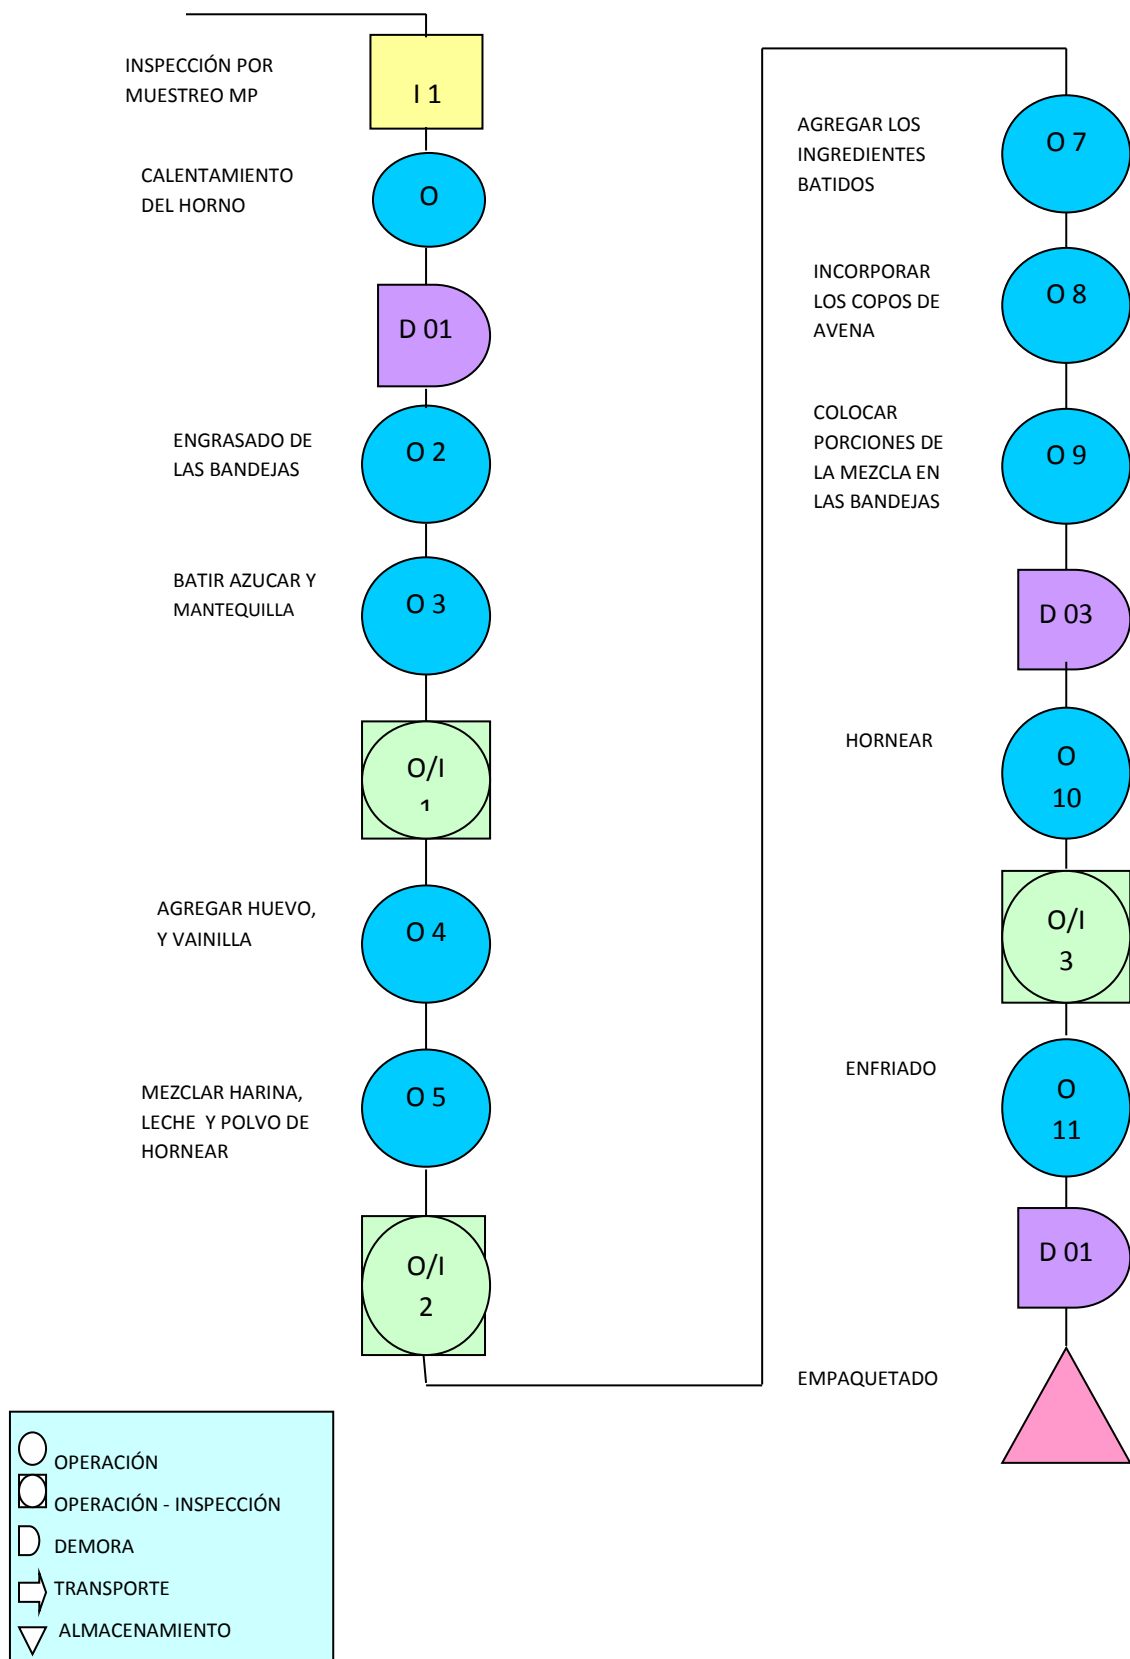 INSPECCIÓN POR
MUESTREO MP
I 1
CALENTAMIENTO
DEL HORNO
O
D 01
ENGRASADO DE
LAS BANDEJAS
O 2
BATIR AZUCAR Y
MANTEQUILLA
O 3
O/I
1
AGREGAR HUEVO,
Y VAINILLA
O 4
MEZCLAR HARINA,
LECHE Y POLVO DE
HORNEAR
O 5
O/I
2
AGREGAR LOS
INGREDIENTES
BATIDOS
O 7
INCORPORAR
LOS COPOS DE
AVENA
O 8
COLOCAR
PORCIONES DE
LA MEZCLA EN
LAS BANDEJAS
O 9
D 03
HORNEAR
O
10
O/I
3
ENFRIADO
O
11
D 01
EMPAQUETADO
OPERACIÓN
OPERACIÓN - INSPECCIÓN
DEMORA
TRANSPORTE
ALMACENAMIENTO